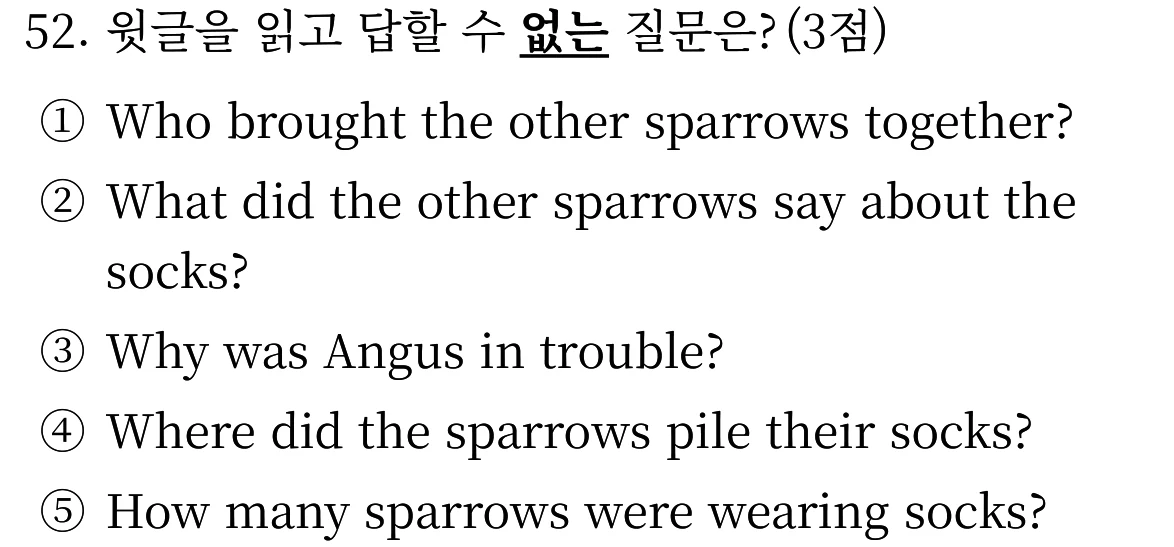 52. 윗글을 읽고 답할 수 없는 질문은? (3점)
① Who brought the other sparrows together?
② What did the other sparrows say about the
socks?
③ Why was Angus in trouble?
④ Where did the sparrows pile their socks?
⑤ How many sparrows were wearing socks?